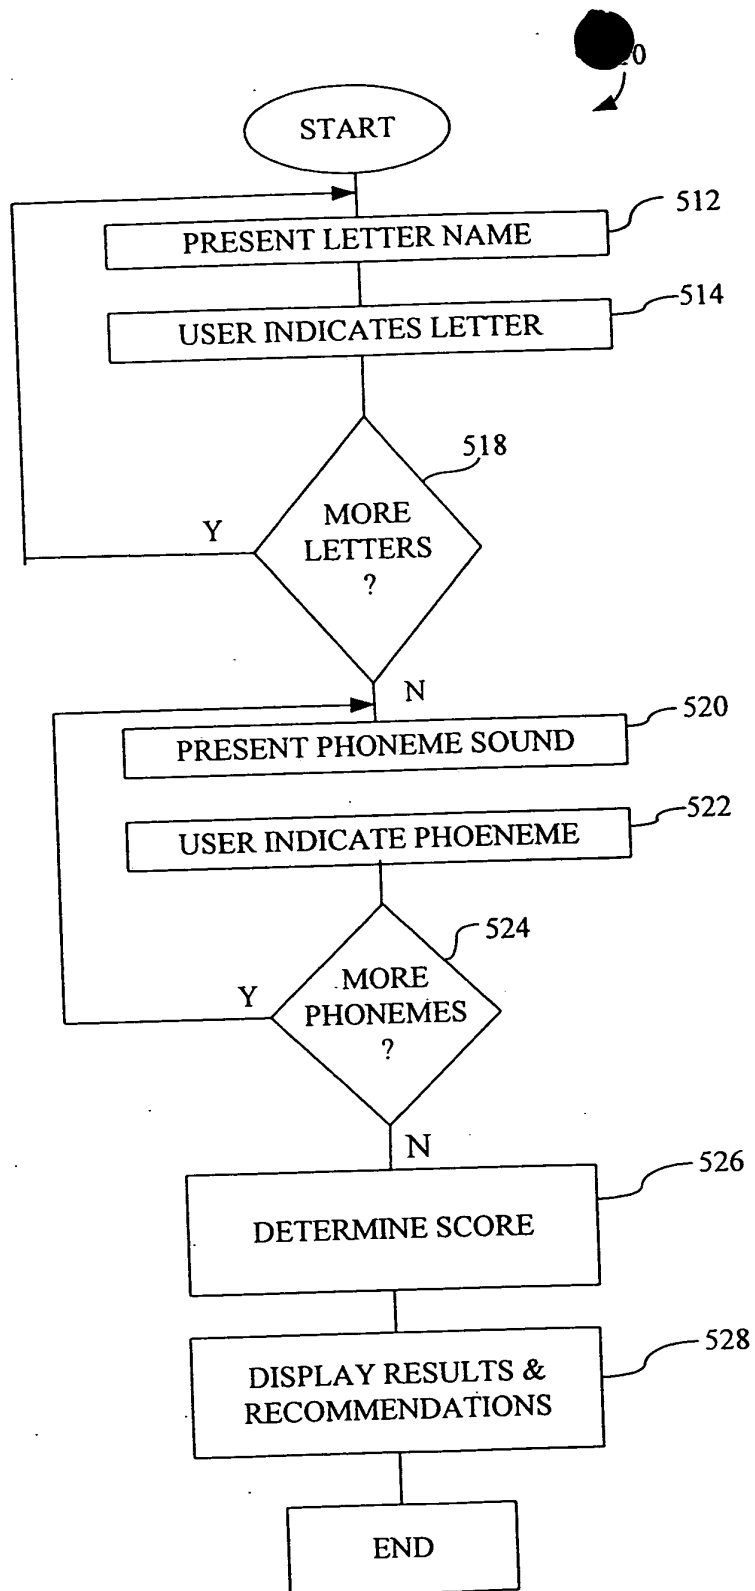 START
PRESENT LETTER NAME
512
USER INDICATES LETTER
514
518
MORE
LETTERS
?
Y
N
PRESENT PHONEME SOUND
520
USER INDICATE PHOENEME
522
524
MORE
PHONEMES
?
Y
N
DETERMINE SCORE
526
DISPLAY RESULTS &
RECOMMENDATIONS
528
END